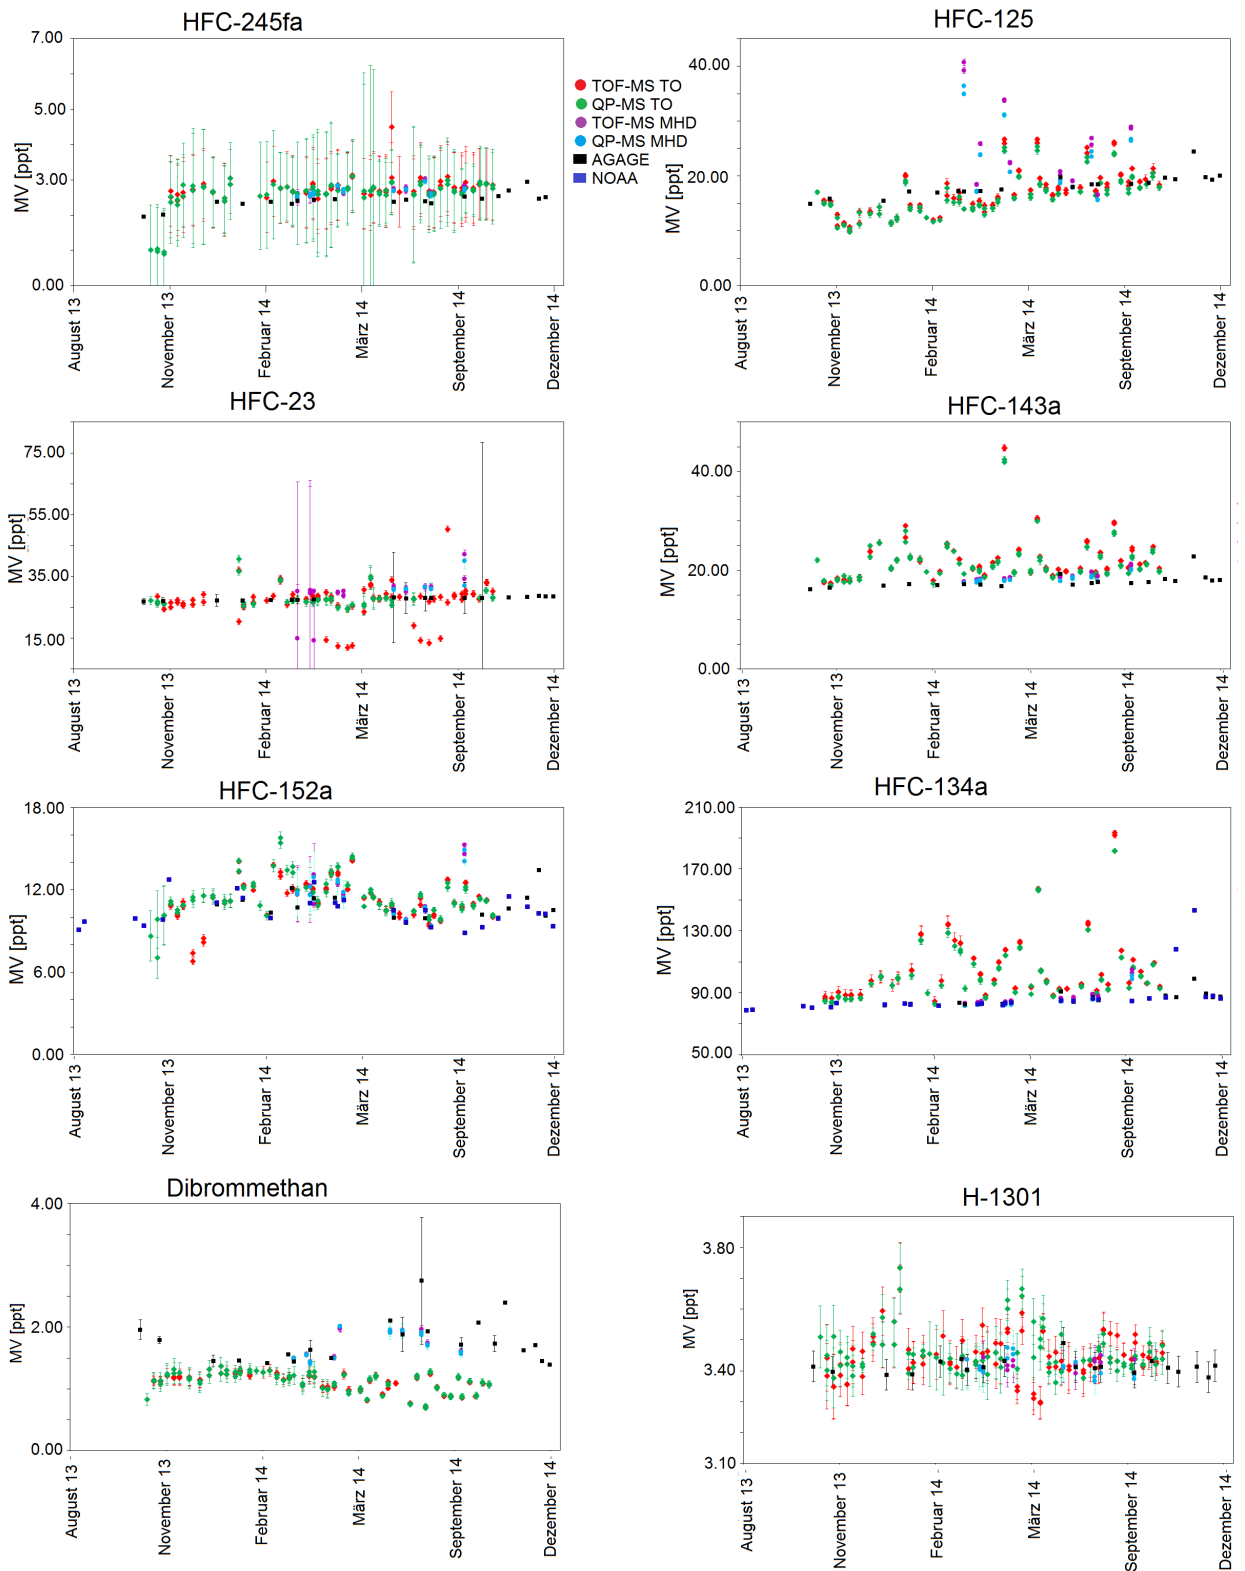 HFC-245fa
7.00
5.00
3.00
0.00
MV [ppt]
August 13
November 13
Februar 14
März 14
September 14
Dezember 14
TOF-MS TO
QP-MS TO
TOF-MS MHD
QP-MS MHD
AGAGE
NOAA
HFC-125
40.00
20.00
0.00
MV [ppt]
August 13
November 13
Februar 14
März 14
September 14
Dezember 14
HFC-23
75.00
55.00
35.00
15.00
MV [ppt]
August 13
November 13
Februar 14
März 14
September 14
Dezember 14
HFC-143a
40.00
20.00
0.00
MV [ppt]
August 13
November 13
Februar 14
März 14
September 14
Dezember 14
HFC-152a
18.00
12.00
6.00
0.00
MV [ppt]
August 13
November 13
Februar 14
März 14
September 14
Dezember 14
HFC-134a
210.00
170.00
130.00
90.00
50.00
MV [ppt]
August 13
November 13
Februar 14
März 14
September 14
Dezember 14
Dibrommethan
4.00
2.00
1.00
0.00
MV [ppt]
August 13
November 13
Februar 14
März 14
September 14
Dezember 14
H-1301
3.80
3.40
3.10
MV [ppt]
August 13
November 13
Februar 14
März 14
September 14
Dezember 14